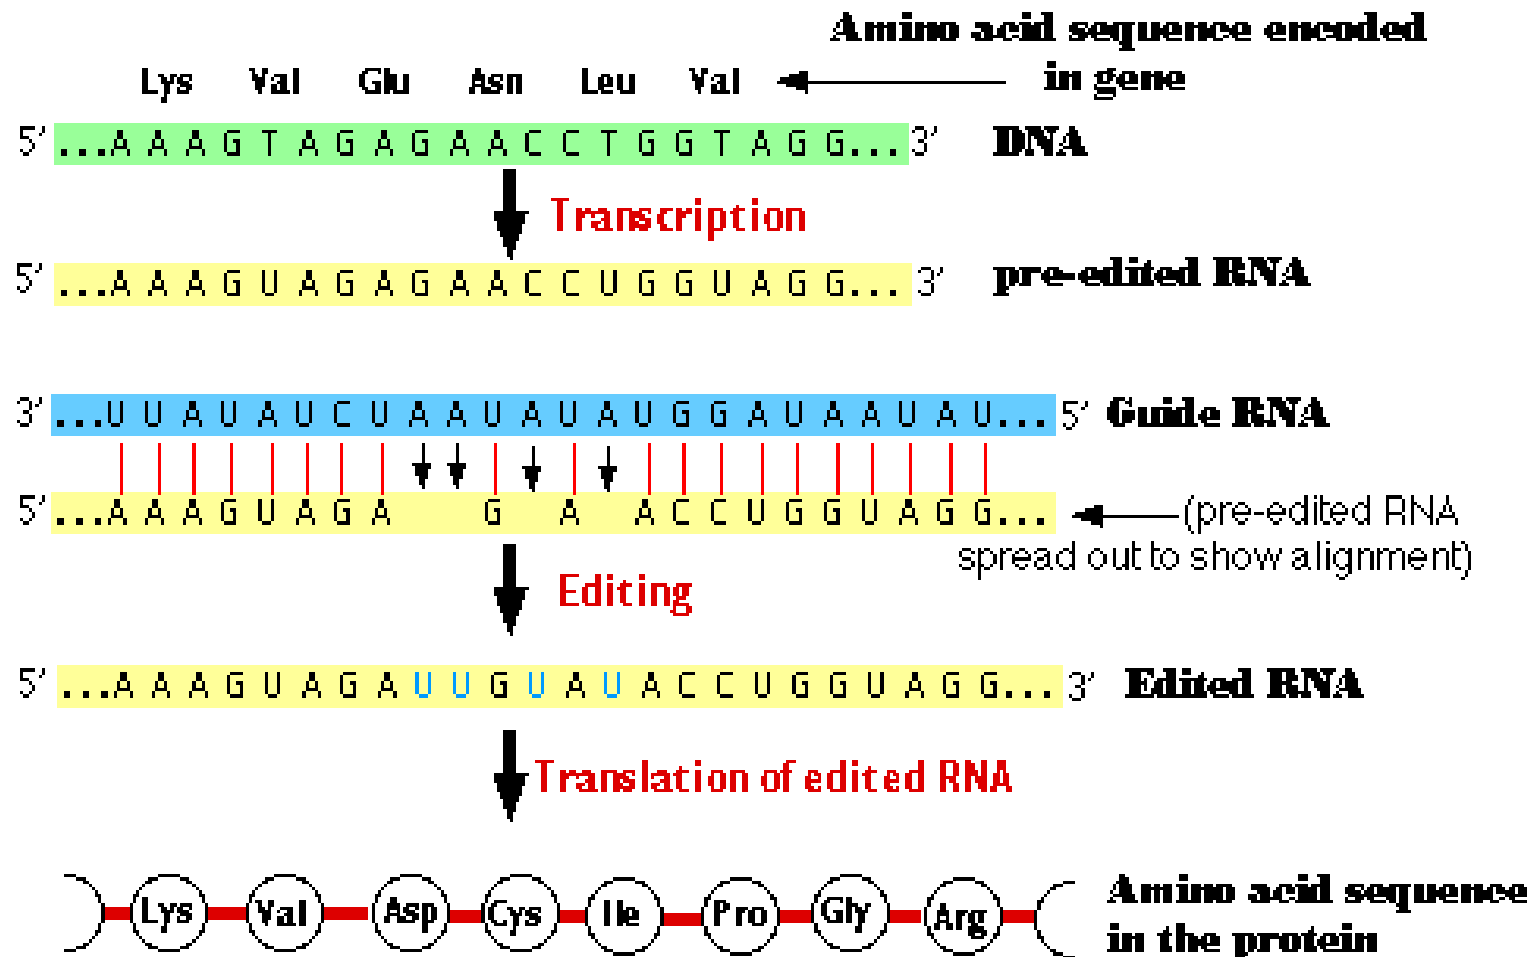 Amino acid sequence encoded
Lys Val Glu Asn Leu Val in gene
5′ ...A A A G T A G A G A A C C T G G T A G G... 3′ DNA
Transcription
5′ ...A A A G U A G A G A A C C U G G U A G G... 3′ pre-edited RNA
3′ ...U U A U A U C U A A U A U A U G G A U A A U A U... 5′ Guide RNA
5′ ...A A A G U A G A G A A C C U G G U A G G... (pre-edited RNA
spread out to show alignment)
Editing
5′ ...A A A G U A G A U U G U A U A C C U G G U A G G... 3′ Edited RNA
Translation of edited RNA
Lys Val Asp Cys Ile Pro Gly Arg Amino acid sequence
in the protein